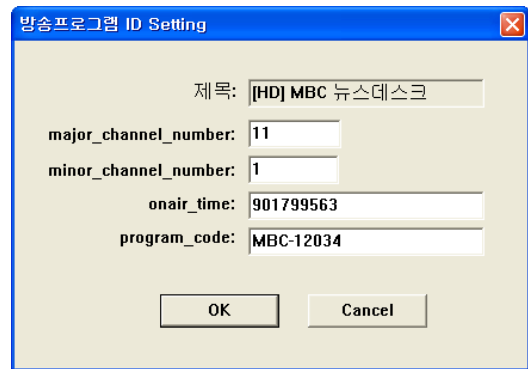 방송프로그램 ID Setting
제목: [HD] MBC 뉴스데스크
major_channel_number: 11
minor_channel_number: 1
onair_time: 901799563
program_code: MBC-12034
OK Cancel